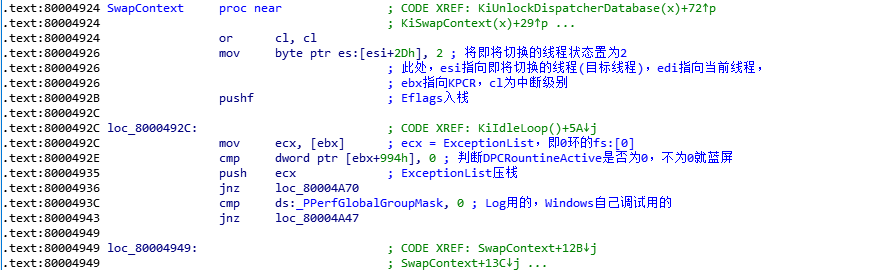 .text:80004924 SwapContext proc near ; CODE XREF: KiUnlockDispatcherDatabase(x)+72↑p
.text:80004924 ; KiSwapContext(x)+29↑p ...
.text:80004924 or cl, cl
.text:80004926 mov byte ptr es:[esi+2Dh], 2 ; 将即将切换的线程状态置为2
.text:80004926 ; 此处，esi指向即将切换的线程(目标线程)，edi指向当前线程，
.text:80004926 ; ebx指向KPCR，cl为中断级别
.text:8000492B pushf ; Eflags入栈
.text:8000492C
.text:8000492C loc_8000492C: ; CODE XREF: KiIdleLoop()+5A↓j
.text:8000492C mov ecx, [ebx] ; ecx = ExceptionList，即0环的fs:[0]
.text:8000492E cmp dword ptr [ebx+994h], 0 ; 判断DPCRountineActive是否为0，不为0就蓝屏
.text:80004935 push ecx ; ExceptionList压栈
.text:80004936 jnz loc_80004A70
.text:8000493C cmp ds:_PPerfGlobalGroupMask, 0 ; Log用的，Windows自己调试用的
.text:80004943 jnz loc_80004A47
.text:80004949
.text:80004949 loc_80004949: ; CODE XREF: SwapContext+12B↓j
.text:80004949 ; SwapContext+13C↓j ...